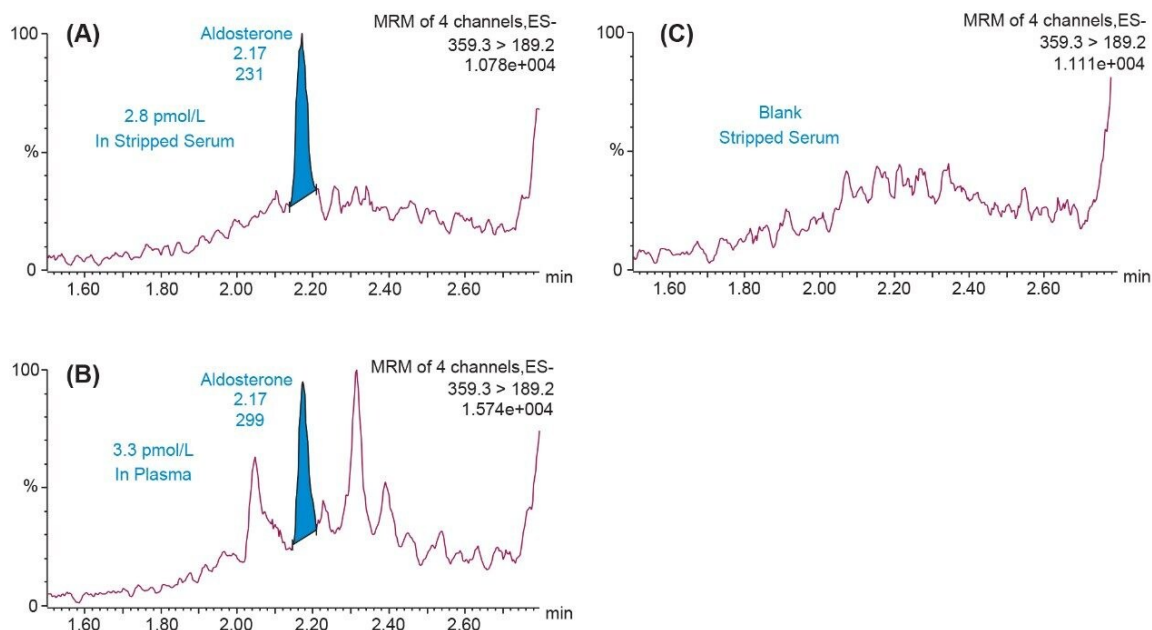 (A)
Aldosterone
2.17
231
MRM of 4 channels,ES-
359.3 > 189.2
1.078e+004
2.8 pmol/L
In Stripped Serum
100
%
0
1.60 1.80 2.00 2.20 2.40 2.60 min
(C)
MRM of 4 channels,ES-
359.3 > 189.2
1.111e+004
Blank
Stripped Serum
100
%
0
1.60 1.80 2.00 2.20 2.40 2.60 min
(B)
Aldosterone
2.17
299
MRM of 4 channels,ES-
359.3 > 189.2
1.574e+004
3.3 pmol/L
In Plasma
100
%
0
1.60 1.80 2.00 2.20 2.40 2.60 min